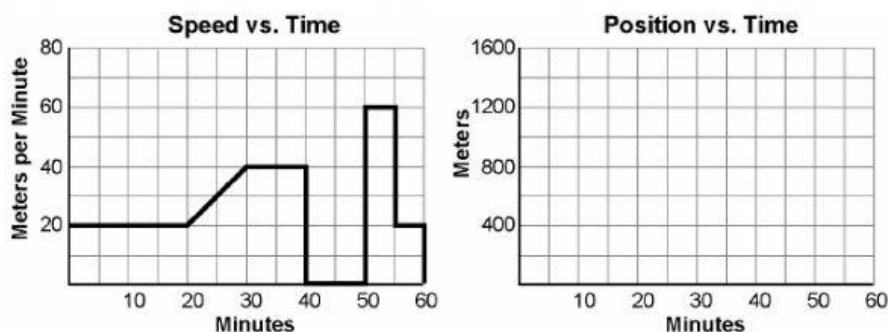 Speed vs. Time
80
60
40
20
Meters per Minute
10 20 30 40 50 60
Minutes
Position vs. Time
1600
1200
800
400
Meters
10 20 30 40 50 60
Minutes